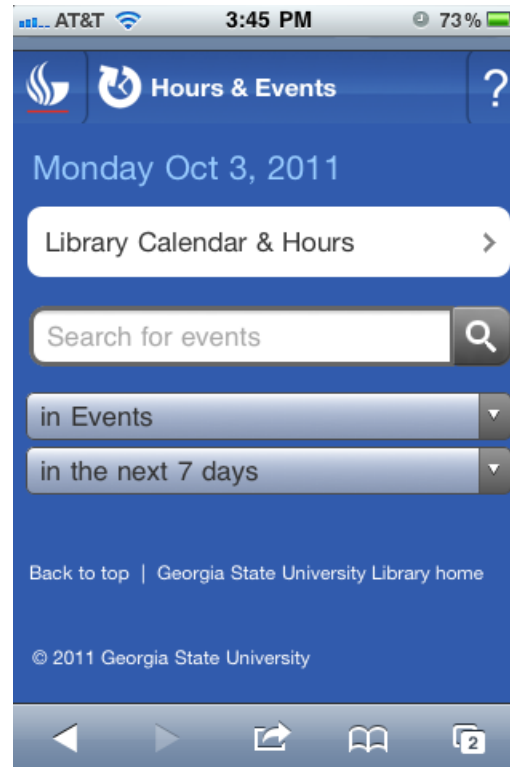 AT&T 3:45 PM 73%
Hours & Events ?
Monday Oct 3, 2011
Library Calendar & Hours >
Search for events
in Events
in the next 7 days
Back to top | Georgia State University Library home
© 2011 Georgia State University
2